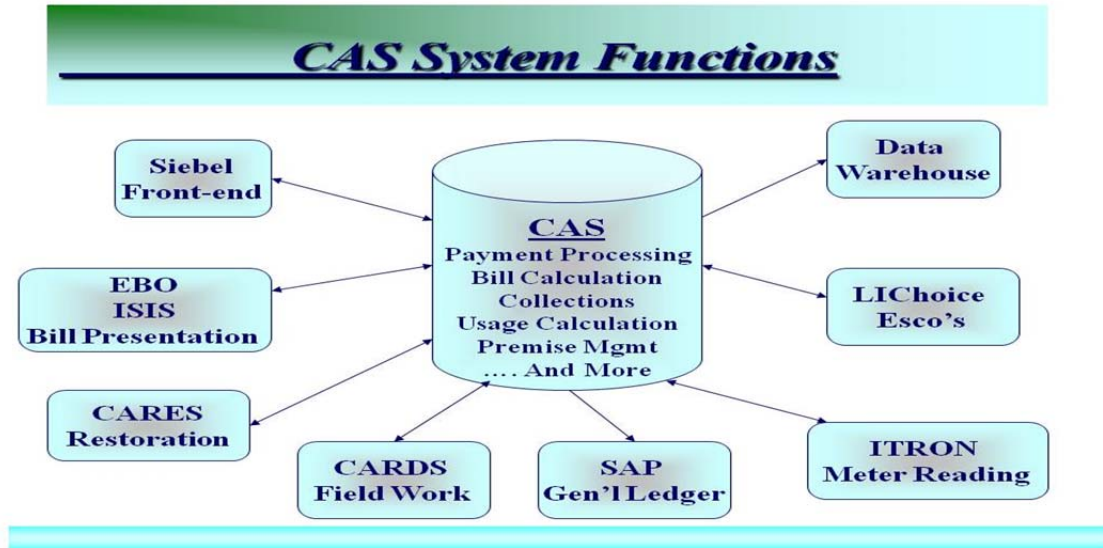 CAS System Functions
Siebel
Front-end
Data
Warehouse
CAS
Payment Processing
Bill Calculation
Collections
Usage Calculation
Premise Mgmt
.... And More
EBO
ISIS
Bill Presentation
LIChoice
Esco's
CARES
Restoration
CARDS
Field Work
SAP
Gen'l Ledger
ITRON
Meter Reading